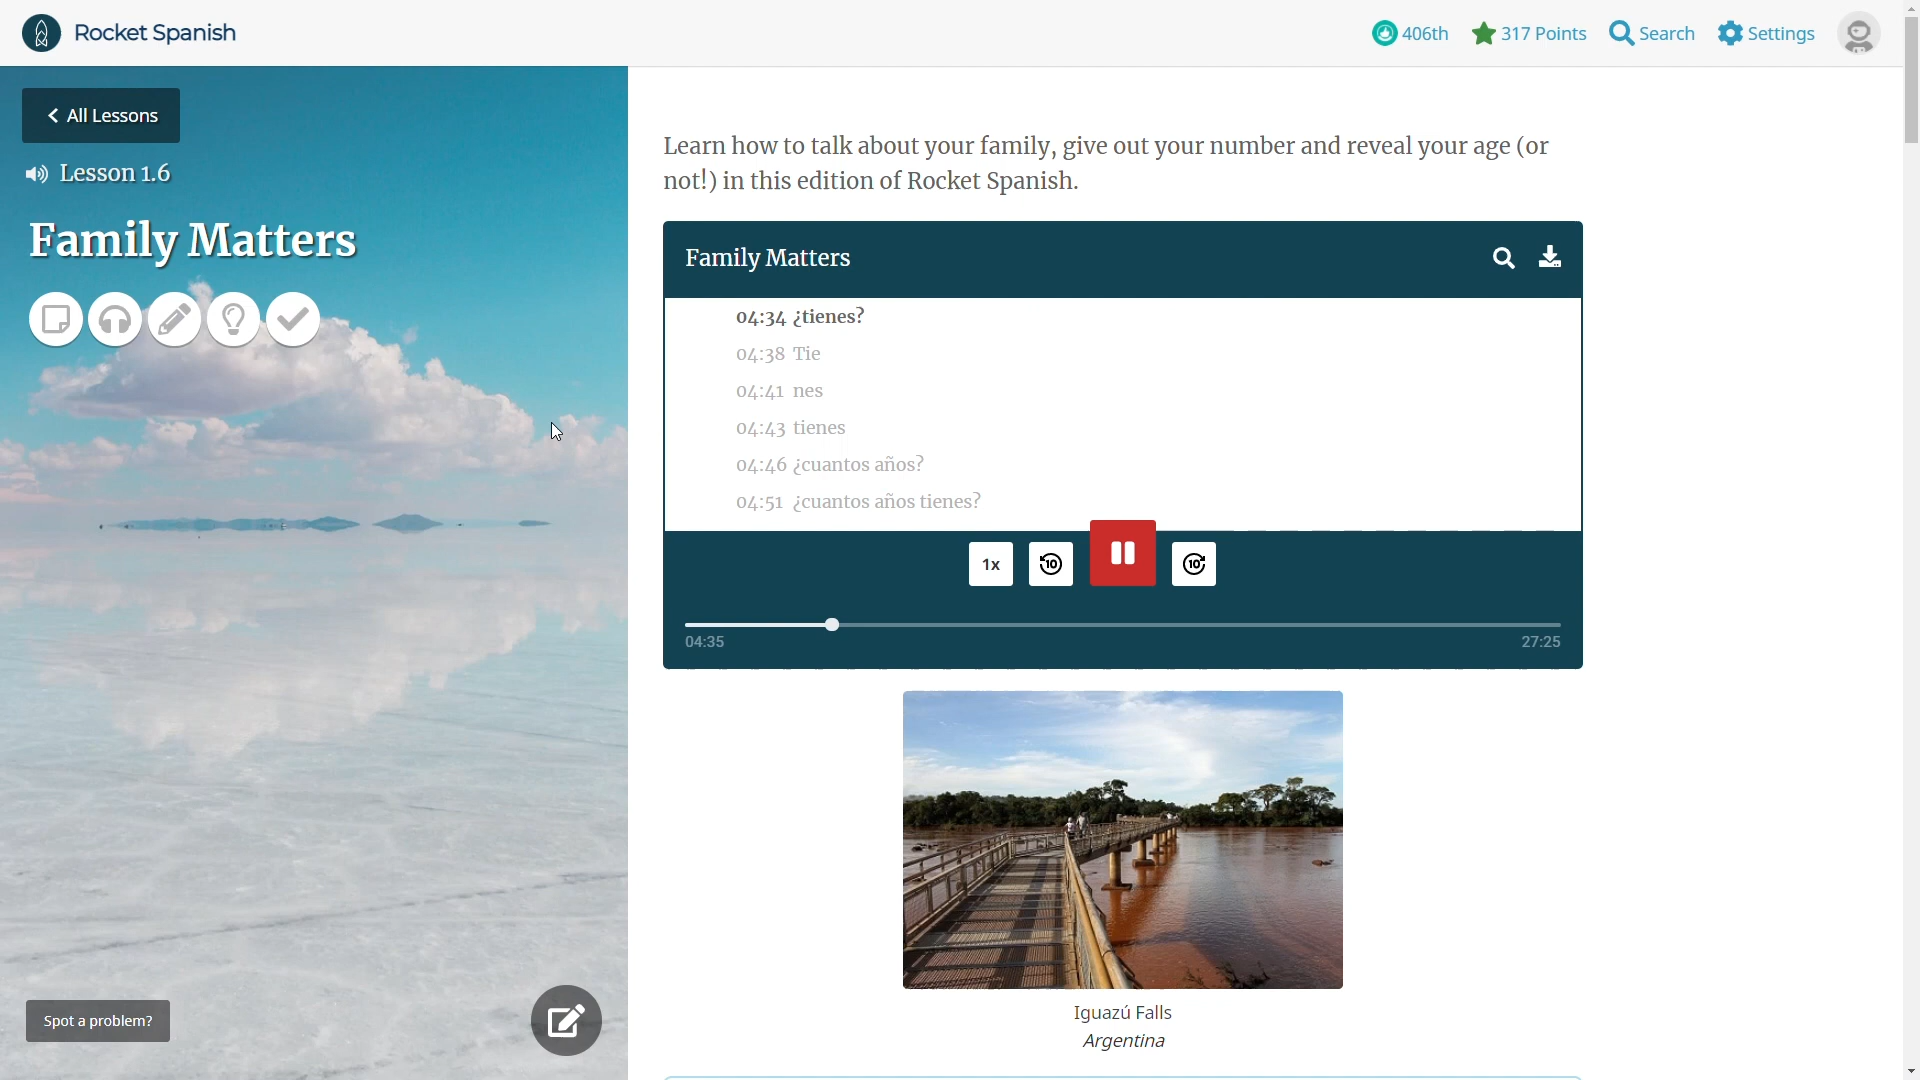 Rocket Spanish
406th
317 Points
Search
Settings
All Lessons
Lesson 1.6
Family Matters
Learn how to talk about your family, give out your number and reveal your age (or
not!) in this edition of Rocket Spanish.
Family Matters
04:34 ¿tienes?
04:38 Tie
04:41 nes
04:43 tienes
04:46 ¿cuantos años?
04:51 ¿cuantos años tienes?
1x
10
10
04:35
27:25
Iguazú Falls
Argentina
Spot a problem?